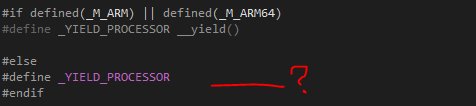 #if defined(_M_ARM) || defined(_M_ARM64)
#define _YIELD_PROCESSOR __yield()
#else
#define _YIELD_PROCESSOR ?
#endif